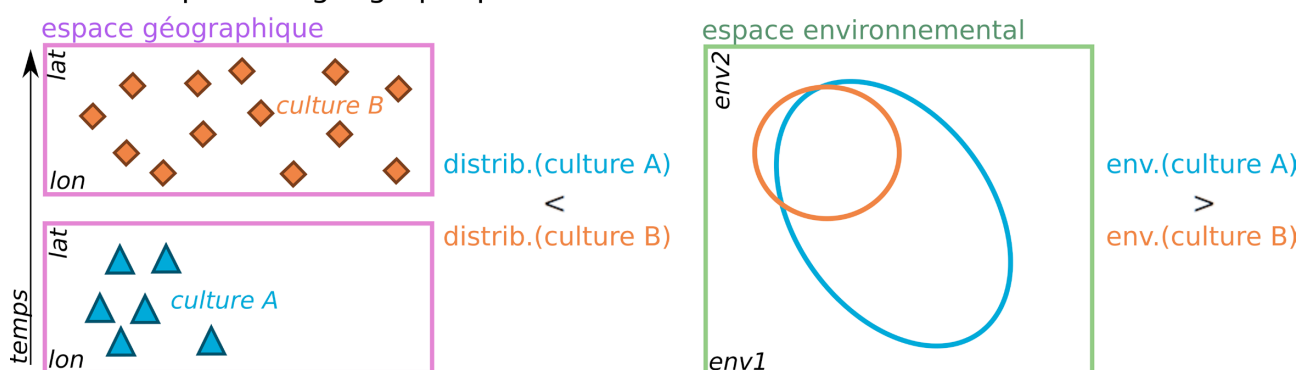 espace géographique
lat
culture B
lon
lat
culture A
lon
temps
distrib.(culture A)
<
distrib.(culture B)
espace environnemental
env2
env1
env.(culture A)
>
env.(culture B)